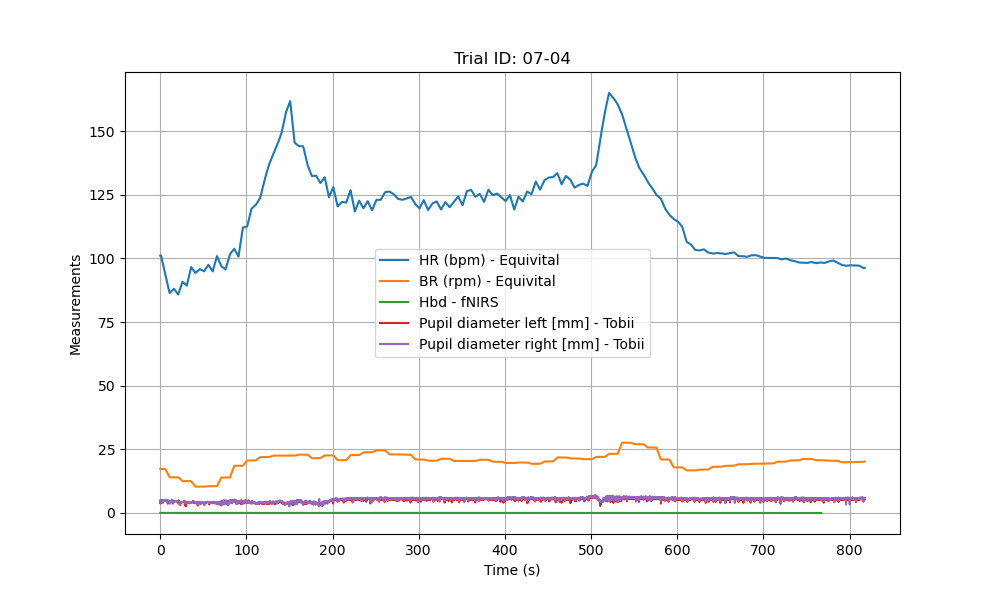 Trial ID: 07-04
Measurements
150
125
100
75
50
25
0
HR (bpm) - Equivital
BR (rpm) - Equivital
Hbd - fNIRS
Pupil diameter left [mm] - Tobii
Pupil diameter right [mm] - Tobii
0 100 200 300 400 500 600 700 800
Time (s)